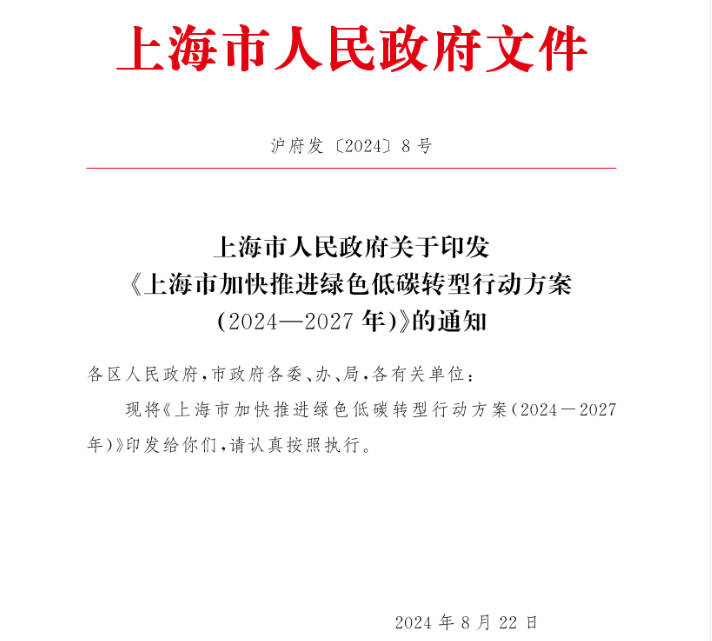 上海市人民政府文件
沪府发〔2024〕8号
上海市人民政府关于印发
《上海市加快推进绿色低碳转型行动方案
(2024—2027年)》的通知
各区人民政府,市政府各委、办、局,各有关单位:
现将《上海市加快推进绿色低碳转型行动方案(2024－2027
年)》印发给你们,请认真按照执行。
2024年8月22日